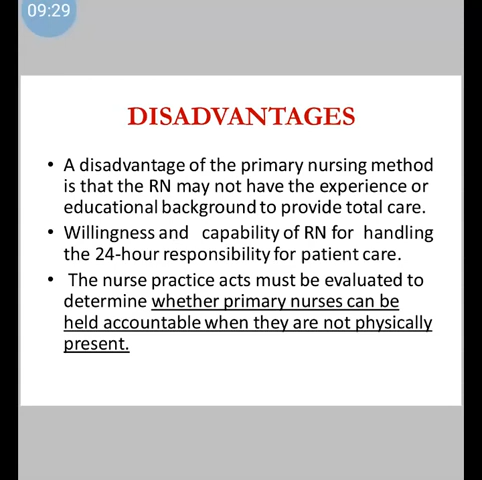 09:29
DISADVANTAGES
• A disadvantage of the primary nursing method
is that the RN may not have the experience or
educational background to provide total care.
• Willingness and capability of RN for handling
the 24-hour responsibility for patient care.
• The nurse practice acts must be evaluated to
determine whether primary nurses can be
held accountable when they are not physically
present.